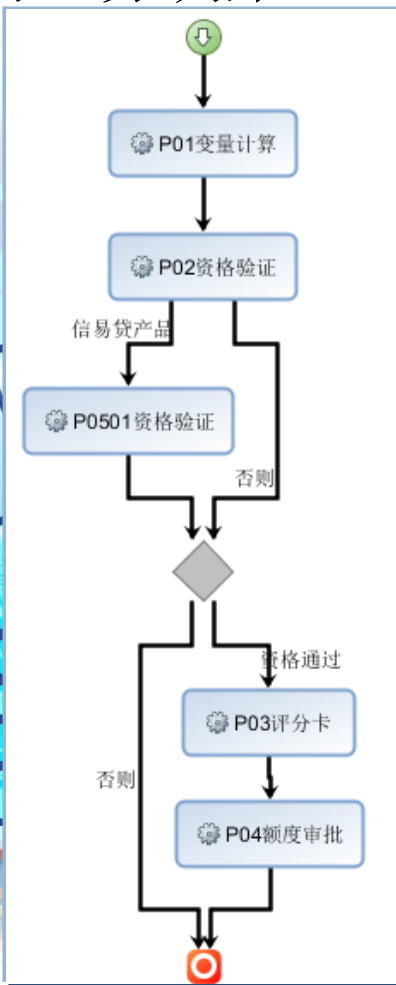 P01变量计算
P02资格验证
信易贷产品
P0501资格验证
否则
资格通过
P03评分卡
否则
P04额度审批